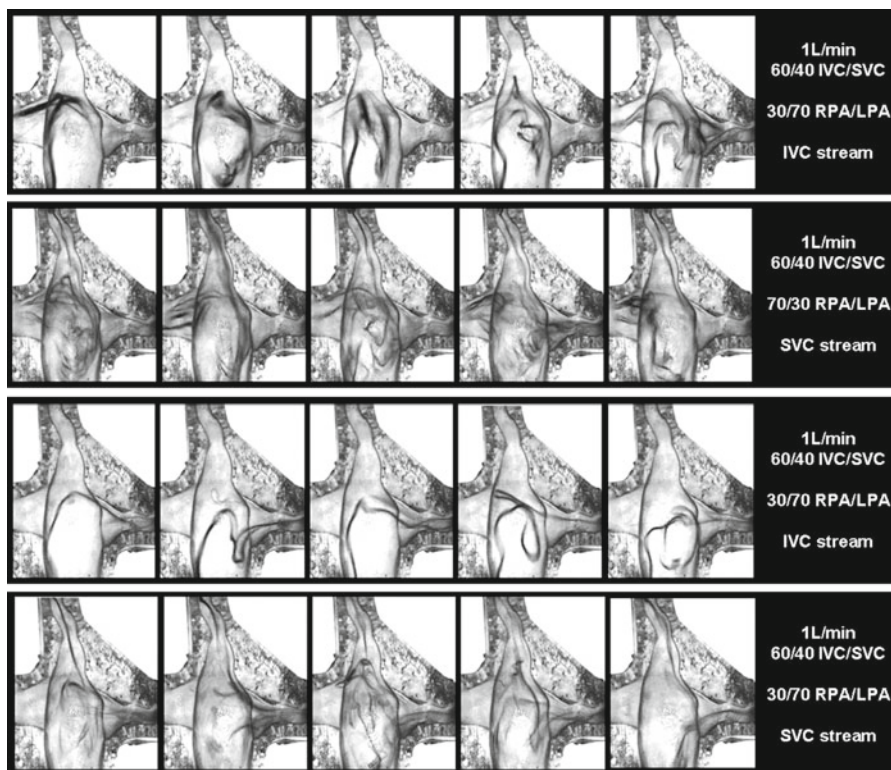 1L/min
60/40 IVC/SVC
30/70 RPA/LPA
IVC stream
1L/min
60/40 IVC/SVC
70/30 RPA/LPA
SVC stream
1L/min
60/40 IVC/SVC
30/70 RPA/LPA
IVC stream
1L/min
60/40 IVC/SVC
30/70 RPA/LPA
SVC stream